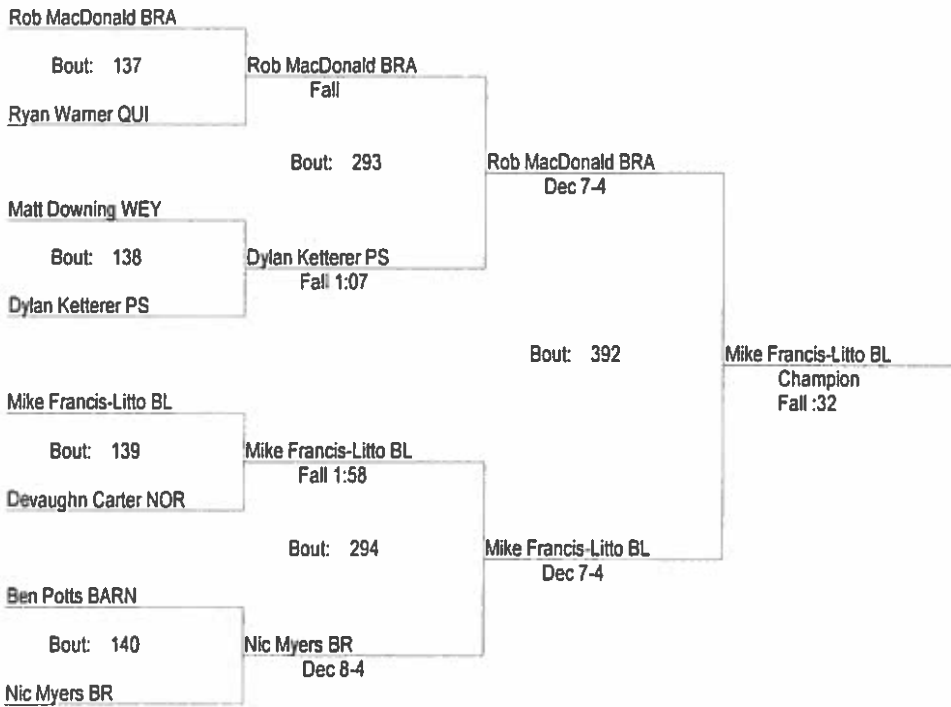 Rob MacDonald BRA
Bout: 137
Rob MacDonald BRA
Fall
Ryan Warner QUI
Bout: 293
Rob MacDonald BRA
Dec 7-4
Matt Downing WEY
Bout: 138
Dylan Ketterer PS
Fall 1:07
Dylan Ketterer PS
Bout: 392
Mike Francis-Litto BL
Champion
Fall :32
Mike Francis-Litto BL
Bout: 139
Mike Francis-Litto BL
Fall 1:58
Devaughn Carter NOR
Bout: 294
Mike Francis-Litto BL
Dec 7-4
Ben Potts BARN
Bout: 140
Nic Myers BR
Dec 8-4
Nic Myers BR